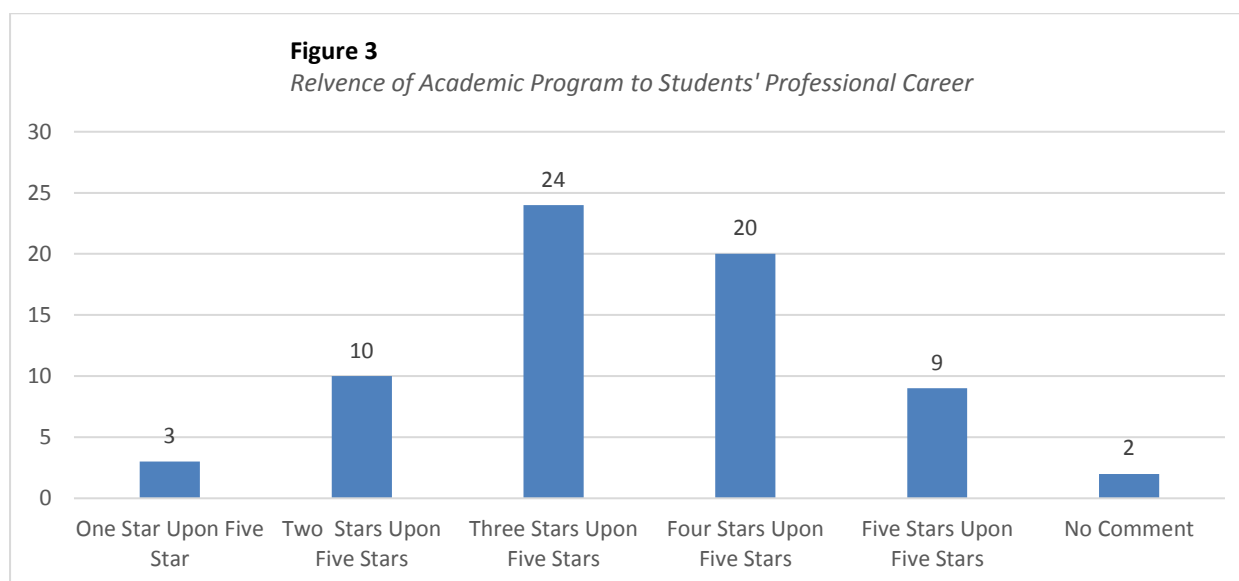 Figure 3
Relvence of Academic Program to Students' Professional Career
30
25
20
15
10
5
0
3
10
24
20
9
2
One Star Upon Five
Star
Two  Stars Upon
Five Stars
Three Stars Upon
Five Stars
Four Stars Upon
Five Stars
Five Stars Upon
Five Stars
No Comment